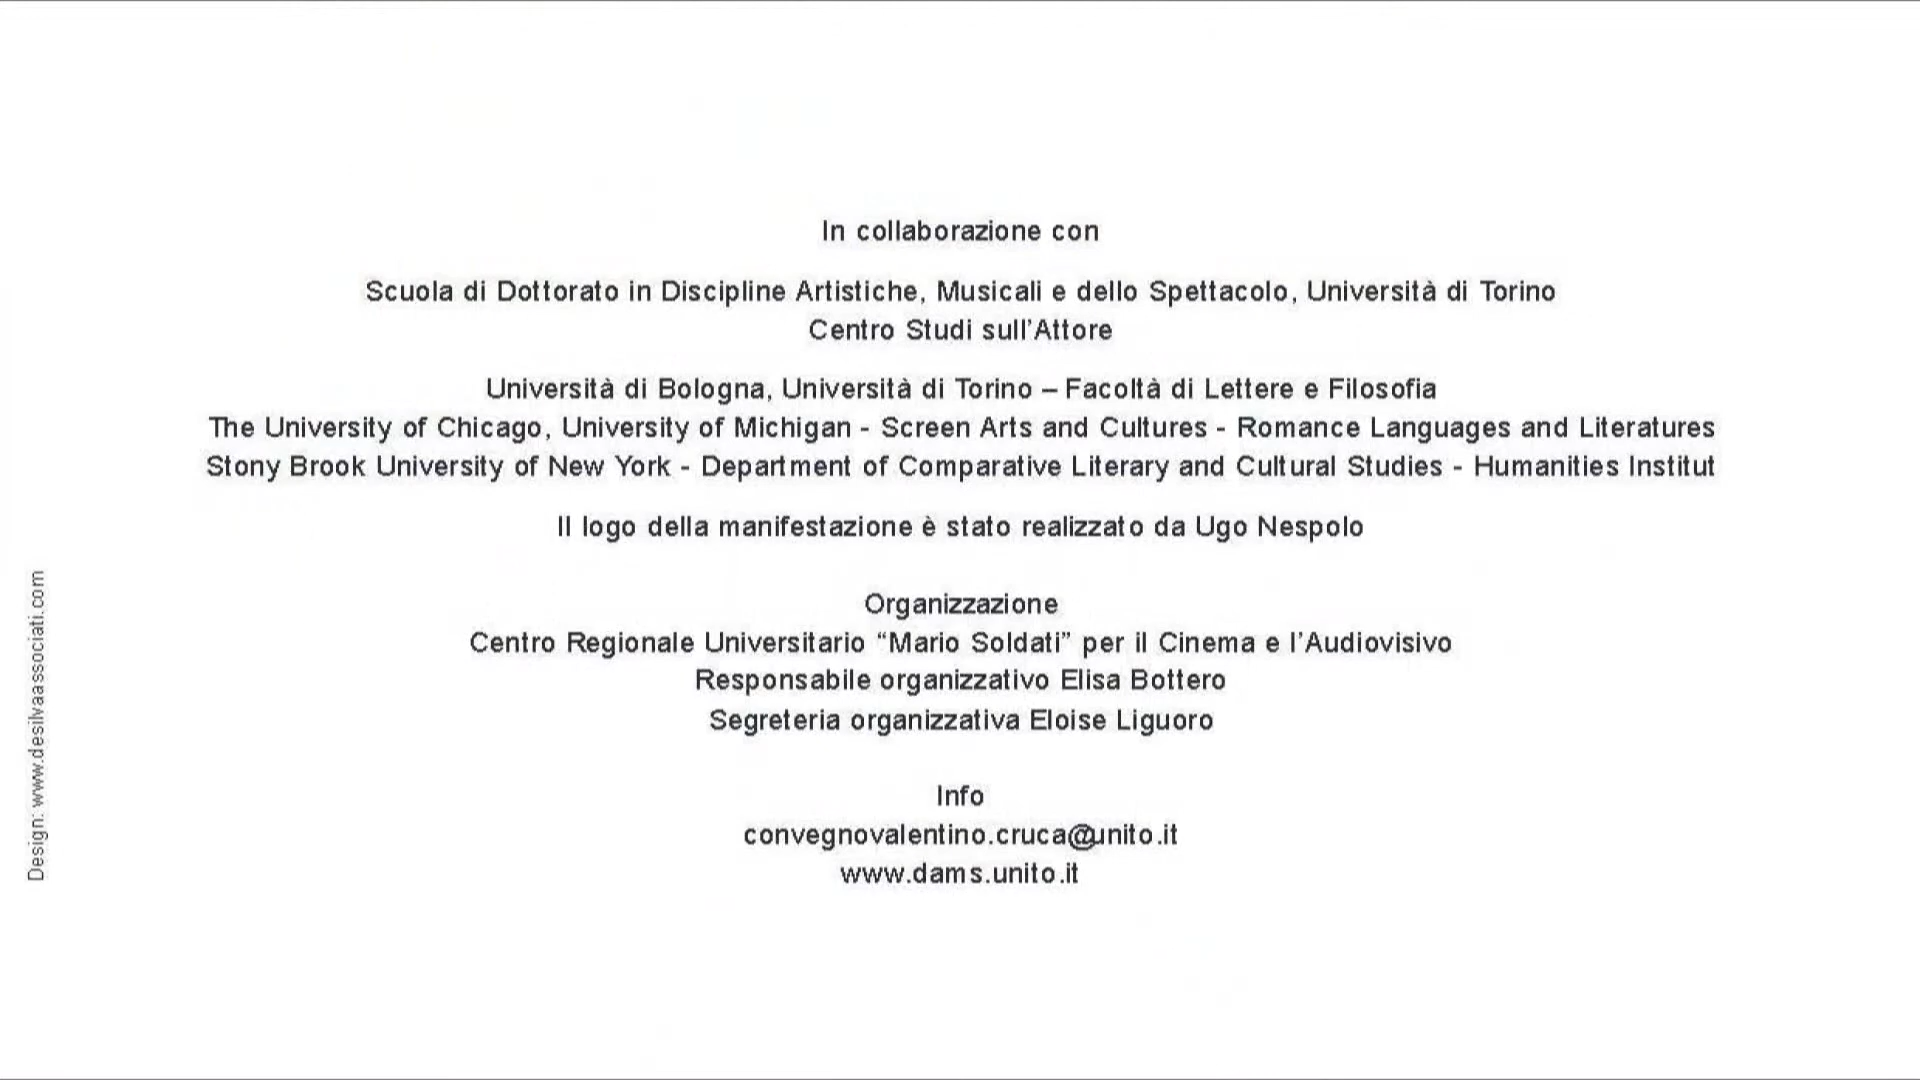 In collaborazione con
Scuola di Dottorato in Discipline Artistiche, Musicali e dello Spettacolo, Università di Torino
Centro Studi sull'Attore
Università di Bologna, Università di Torino – Facoltà di Lettere e Filosofia
The University of Chicago, University of Michigan - Screen Arts and Cultures - Romance Languages and Literatures
Stony Brook University of New York - Department of Comparative Literary and Cultural Studies - Humanities Institut
Il logo della manifestazione è stato realizzato da Ugo Nespolo
Organizzazione
Centro Regionale Universitario “Mario Soldati” per il Cinema e l'Audiovisivo
Responsabile organizzativo Elisa Bottero
Segreteria organizzativa Eloise Liguoro
Info
convegnovalentino.cruca@unito.it
www.dams.unito.it
Design: www.desilvaassociati.com